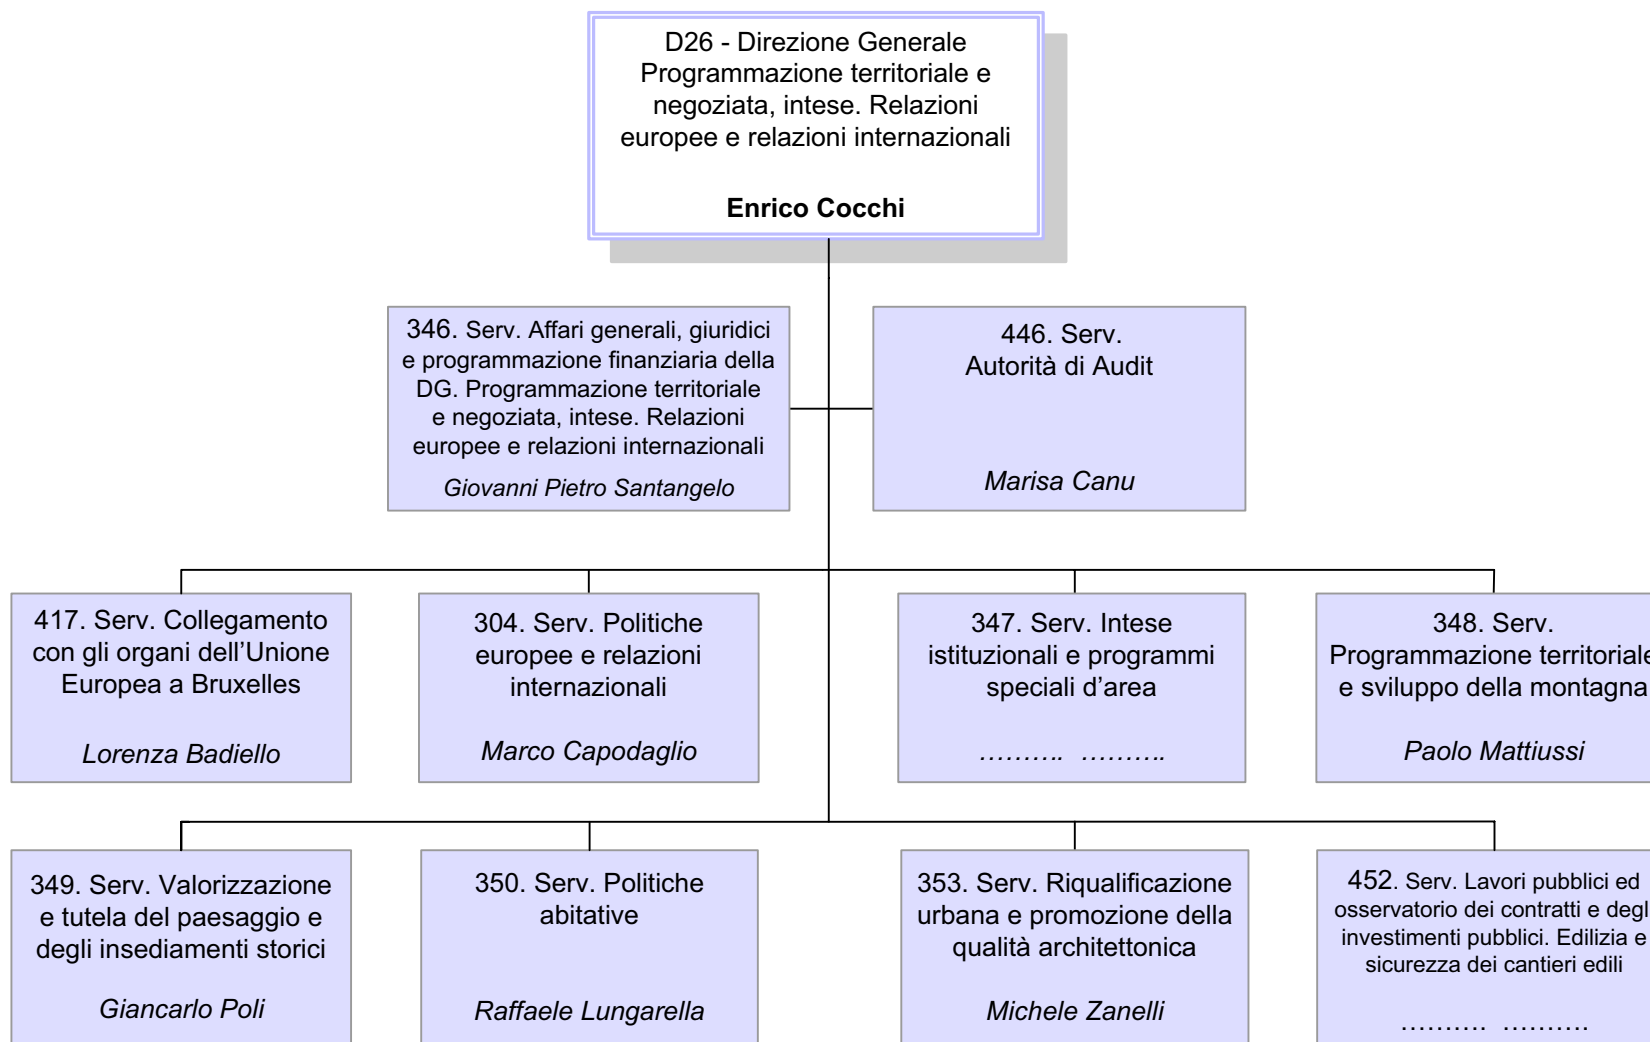 D26 - Direzione Generale
Programmazione territoriale e
negoziata, intese. Relazioni
europee e relazioni internazionali
Enrico Cocchi
346. Serv. Affari generali, giuridici
e programmazione finanziaria della
DG. Programmazione territoriale
e negoziata, intese. Relazioni
europee e relazioni internazionali
Giovanni Pietro Santangelo
446. Serv.
Autorità di Audit
Marisa Canu
417. Serv. Collegamento
con gli organi dell’Unione
Europea a Bruxelles
Lorenza Badiello
304. Serv. Politiche
europee e relazioni
internazionali
Marco Capodaglio
347. Serv. Intese
istituzionali e programmi
speciali d’area
………. ……….
348. Serv.
Programmazione territoriale
e sviluppo della montagna
Paolo Mattiussi
349. Serv. Valorizzazione
e tutela del paesaggio e
degli insediamenti storici
Giancarlo Poli
350. Serv. Politiche
abitative
Raffaele Lungarella
353. Serv. Riqualificazione
urbana e promozione della
qualità architettonica
Michele Zanelli
452. Serv. Lavori pubblici ed
osservatorio dei contratti e degl
investimenti pubblici. Edilizia e
sicurezza dei cantieri edili
………. ……….